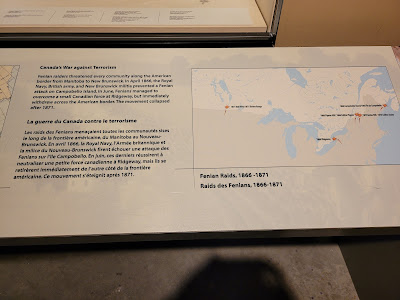 Canada's War against Terrorism
Fenian raiders threatened every community along the American
border from Manitoba to New Brunswick. In April 1866, the Royal
Navy, British army, and New Brunswick militia prevented a Fenian
attack on Campobello Island. In June, Fenians managed to
overcome a small Canadian force at Ridgeway, but immediately
withdrew across the American border. The movement collapsed
after 1871.
La guerre du Canada contre le terrorisme
Les raids des Fenians menaçaient toutes les communautés sises
le long de la frontière américaine, du Manitoba au Nouveau-
Brunswick. En avril 1866, la Royal Navy, l'Armée britannique et
la milice du Nouveau-Brunswick firent échouer une attaque des
Fenians sur l'île Campobello. En juin, ces derniers réussirent à
neutraliser une petite force canadienne à Ridgeway, mais ils se
retirèrent immédiatement de l'autre côté de la frontière
américaine. Ce mouvement s'éteignit après 1871.
Fenian Raids, 1866-1871
Raids des Fenians, 1866-1871